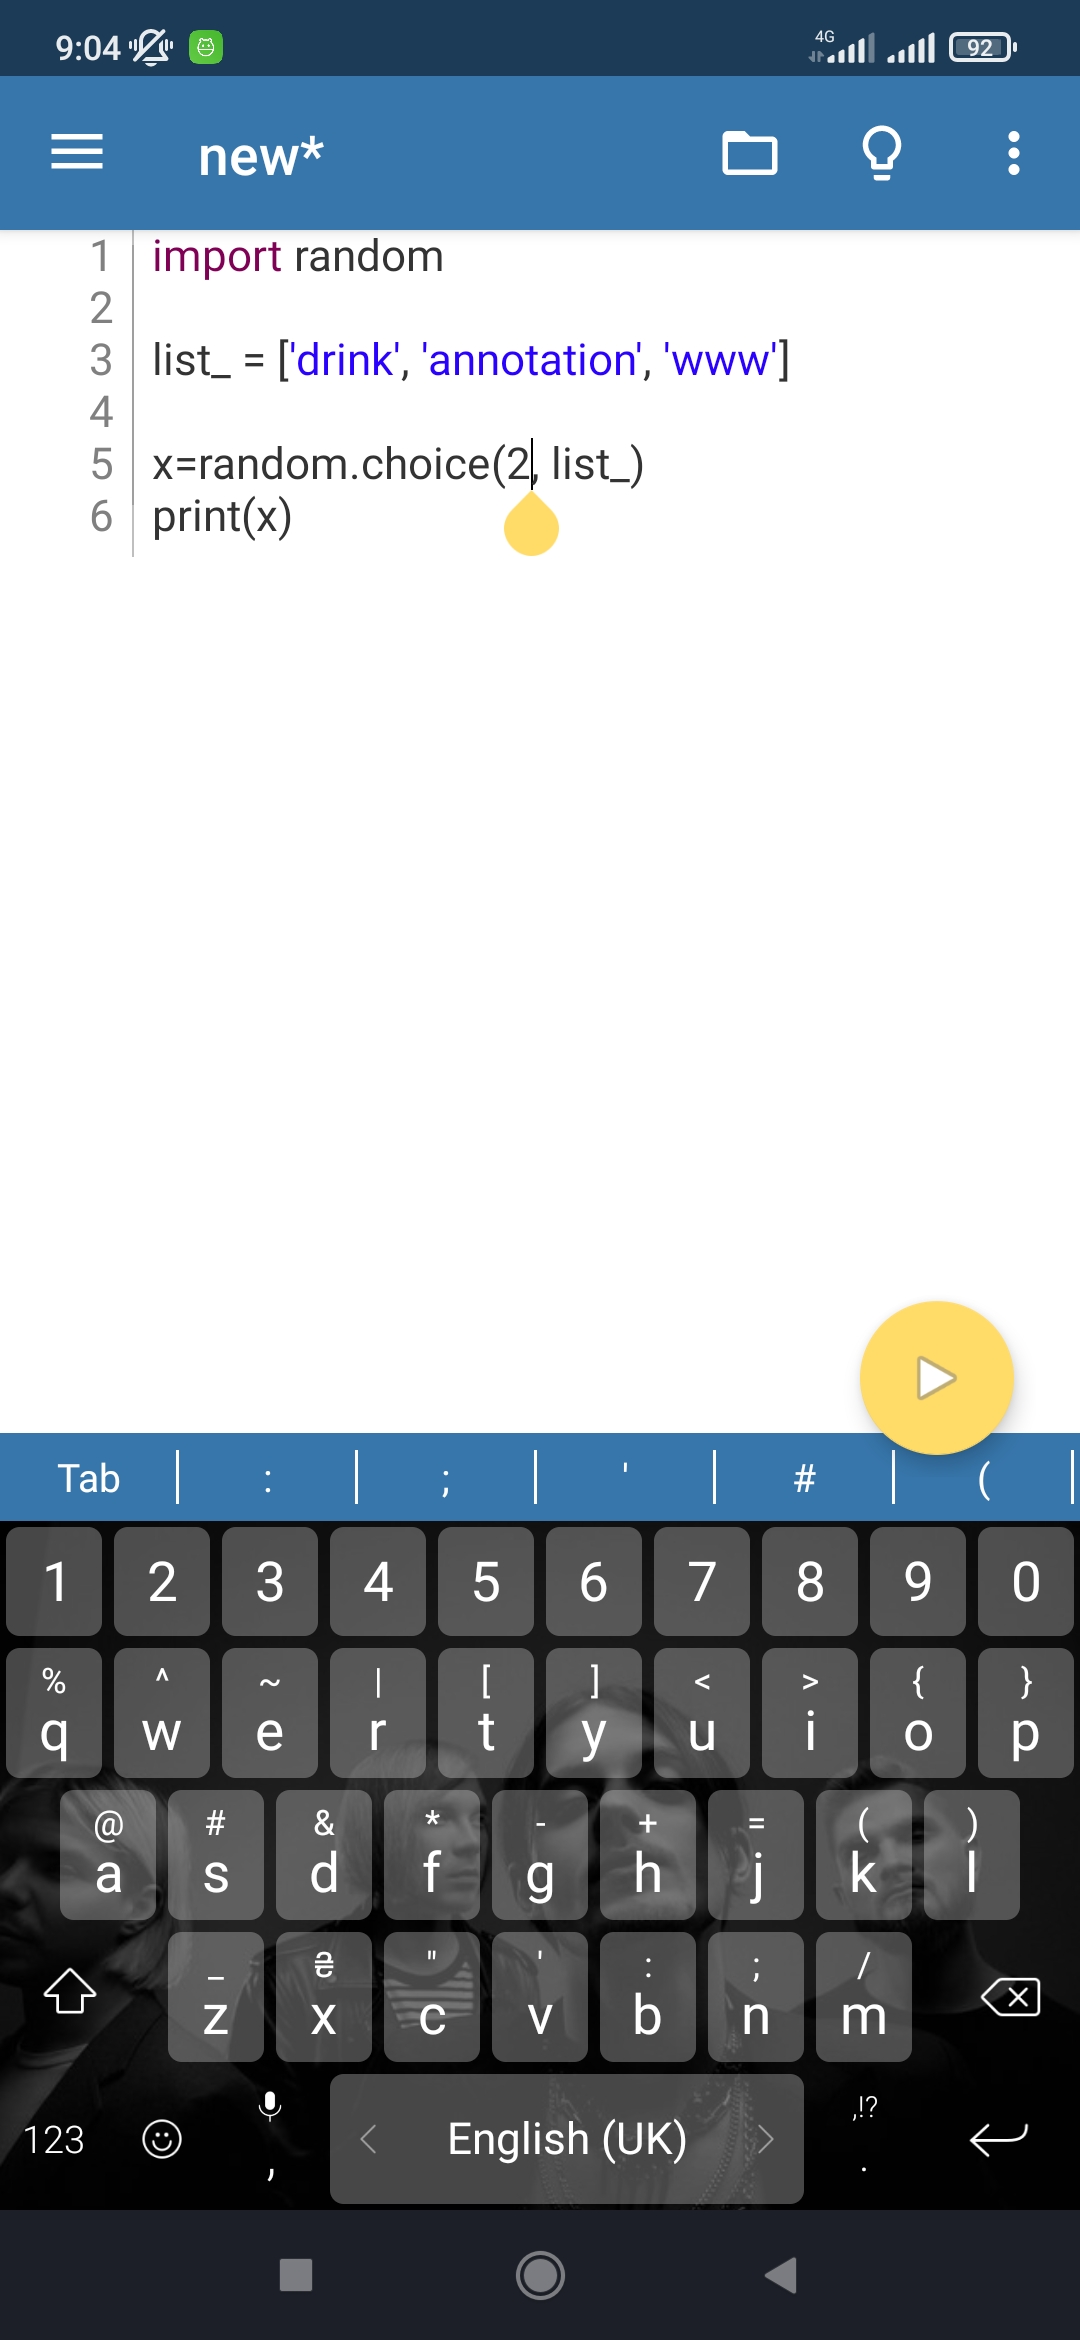 9:04 4G 92
new*
1 import random
2
3 list_ = ['drink', 'annotation', 'www']
4
5 x=random.choice(2, list_)
6 print(x)
Tab : ; ' # (
1 2 3 4 5 6 7 8 9 0
% ^ ~ | [ ] < > { }
q w e r t y u i o p
@ # & * - + = ( )
a s d f g h j k l
_ ₴ " ' : ; /
z x c v b n m
,!?
123 , < English (UK) > .